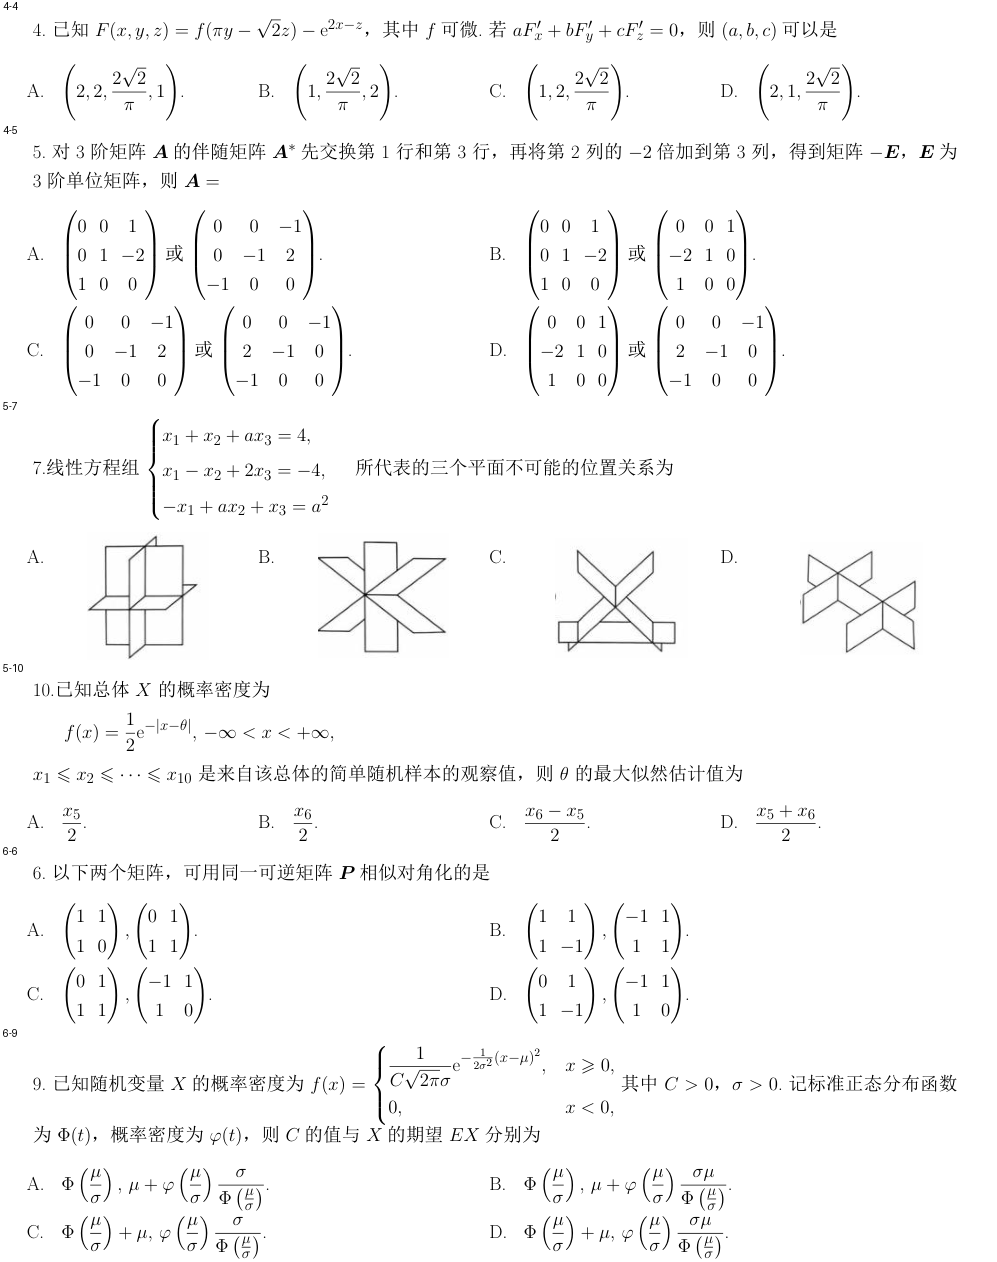 4-4
4. 已知 F(x, y, z) = f(πy − √2z) − e^{2x−z}，其中 f 可微. 若 aF′_x + bF′_y + cF′_z = 0，则 (a, b, c) 可以是
A. (2, 2, 2√2/π, 1). B. (1, 2√2/π, 2). C. (1, 2, 2√2/π). D. (2, 1, 2√2/π).
4-5
5. 对 3 阶矩阵 A 的伴随矩阵 A* 先交换第 1 行和第 3 行，再将第 2 列的 −2 倍加到第 3 列，得到矩阵 −E，E 为
3 阶单位矩阵，则 A =
A. (0 0 1; 0 1 −2; 1 0 0) 或 (0 0 −1; 0 −1 2; −1 0 0). B. (0 0 1; 0 1 −2; 1 0 0) 或 (0 0 1; −2 1 0; 1 0 0).
C. (0 0 −1; 0 −1 2; −1 0 0) 或 (0 0 −1; 2 −1 0; −1 0 0). D. (0 0 1; −2 1 0; 1 0 0) 或 (0 0 −1; 2 −1 0; −1 0 0).
5-7
7.线性方程组 { x₁ + x₂ + ax₃ = 4, x₁ − x₂ + 2x₃ = −4, −x₁ + ax₂ + x₃ = a² 所代表的三个平面不可能的位置关系为
A. B. C. D.
5-10
10.已知总体 X 的概率密度为
f(x) = 1/2 e^{−|x−θ|}, −∞ < x < +∞,
x₁ ⩽ x₂ ⩽ ⋯ ⩽ x₁₀ 是来自该总体的简单随机样本的观察值，则 θ 的最大似然估计值为
A. x₅/2. B. x₆/2. C. (x₆ − x₅)/2. D. (x₅ + x₆)/2.
6-6
6. 以下两个矩阵，可用同一可逆矩阵 P 相似对角化的是
A. (1 1; 1 0), (0 1; 1 1). B. (1 1; 1 −1), (−1 1; 1 1).
C. (0 1; 1 1), (−1 1; 1 0). D. (0 1; 1 −1), (−1 1; 1 0).
6-9
9. 已知随机变量 X 的概率密度为 f(x) = { 1/(C√(2π)σ) e^{−1/(2σ²)(x−μ)²}, x ⩾ 0, 0, x < 0, 其中 C > 0，σ > 0. 记标准正态分布函数
为 Φ(t)，概率密度为 φ(t)，则 C 的值与 X 的期望 EX 分别为
A. Φ(μ/σ), μ + φ(μ/σ) σ/Φ(μ/σ). B. Φ(μ/σ), μ + φ(μ/σ) σμ/Φ(μ/σ).
C. Φ(μ/σ) + μ, φ(μ/σ) σ/Φ(μ/σ). D. Φ(μ/σ) + μ, φ(μ/σ) σμ/Φ(μ/σ).